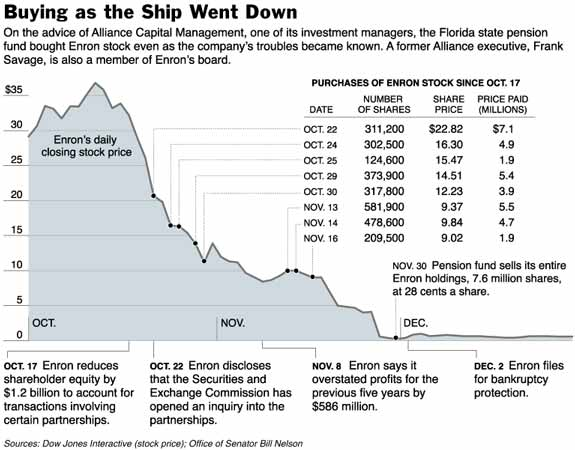 Buying as the Ship Went Down
On the advice of Alliance Capital Management, one of its investment managers, the Florida state pension
fund bought Enron stock even as the company's troubles became known. A former Alliance executive, Frank
Savage, is also a member of Enron's board.
PURCHASES OF ENRON STOCK SINCE OCT. 17
DATE NUMBER OF SHARES SHARE PRICE PRICE PAID (MILLIONS)
OCT. 22 311,200 $22.82 $7.1
OCT. 24 302,500 16.30 4.9
OCT. 25 124,600 15.47 1.9
OCT. 29 373,900 14.51 5.4
OCT. 30 317,800 12.23 3.9
NOV. 13 581,900 9.37 5.5
NOV. 14 478,600 9.84 4.7
NOV. 16 209,500 9.02 1.9
$35
30
25
20
15
10
5
0
Enron's daily
closing stock price
NOV. 30 Pension fund sells its entire
Enron holdings, 7.6 million shares,
at 28 cents a share.
OCT. NOV. DEC.
OCT. 17 Enron reduces
shareholder equity by
$1.2 billion to account for
transactions involving
certain partnerships.
OCT. 22 Enron discloses
that the Securities and
Exchange Commission has
opened an inquiry into the
partnerships.
NOV. 8 Enron says it
overstated profits for the
previous five years by
$586 million.
DEC. 2 Enron files
for bankruptcy
protection.
Sources: Dow Jones Interactive (stock price); Office of Senator Bill Nelson